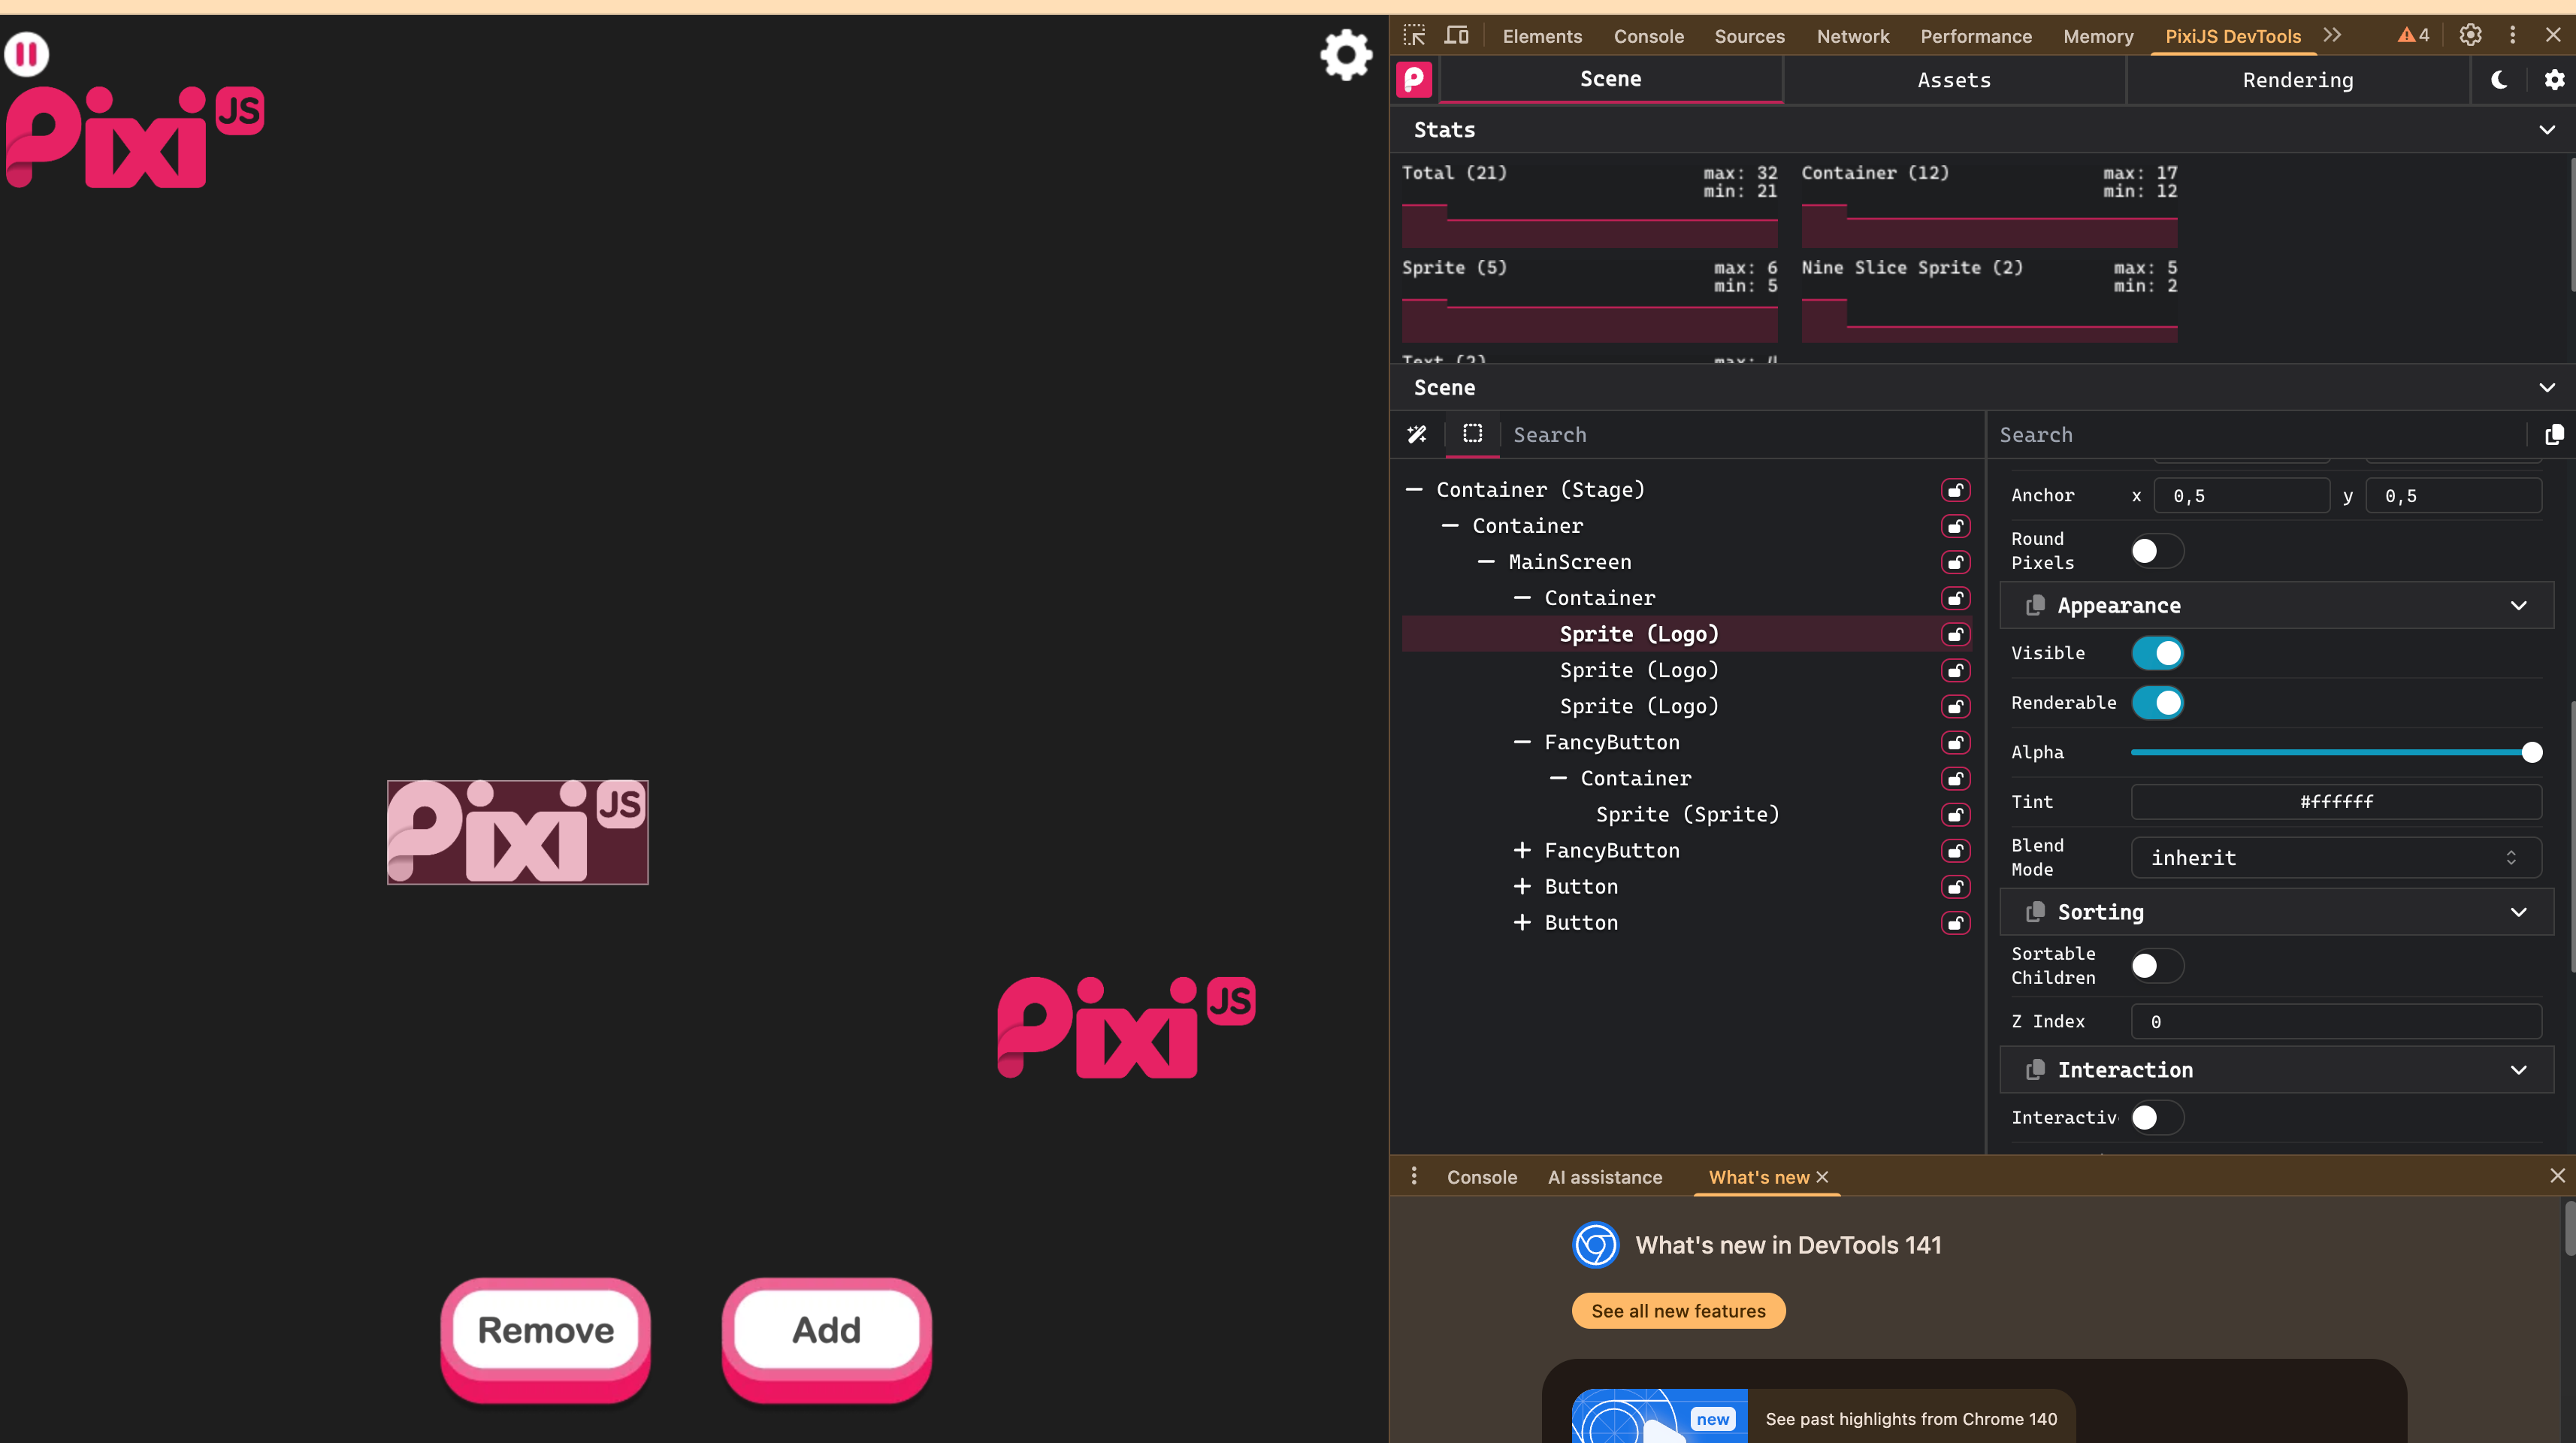 Pixi JS
Pixi JS
Pixi JS
Remove
Add
Elements Console Sources Network Performance Memory PixiJS DevTools 4
Scene Assets Rendering
Stats
Total (21) max: 32 Container (12) max: 17
min: 21 min: 12
Sprite (5) max: 6 Nine Slice Sprite (2) max: 5
min: 5 min: 2
Text (2) max: 4
Scene
Search Search
Container (Stage)
Container
MainScreen
Container
Sprite (Logo)
Sprite (Logo)
Sprite (Logo)
FancyButton
Container
Sprite (Sprite)
FancyButton
Button
Button
Anchor x 0,5 y 0,5
Round
Pixels
Appearance
Visible
Renderable
Alpha
Tint #ffffff
Blend
Mode
inherit
Sorting
Sortable
Children
Z Index 0
Interaction
Interactiv
Console AI assistance What's new
What's new in DevTools 141
See all new features
new
See past highlights from Chrome 140